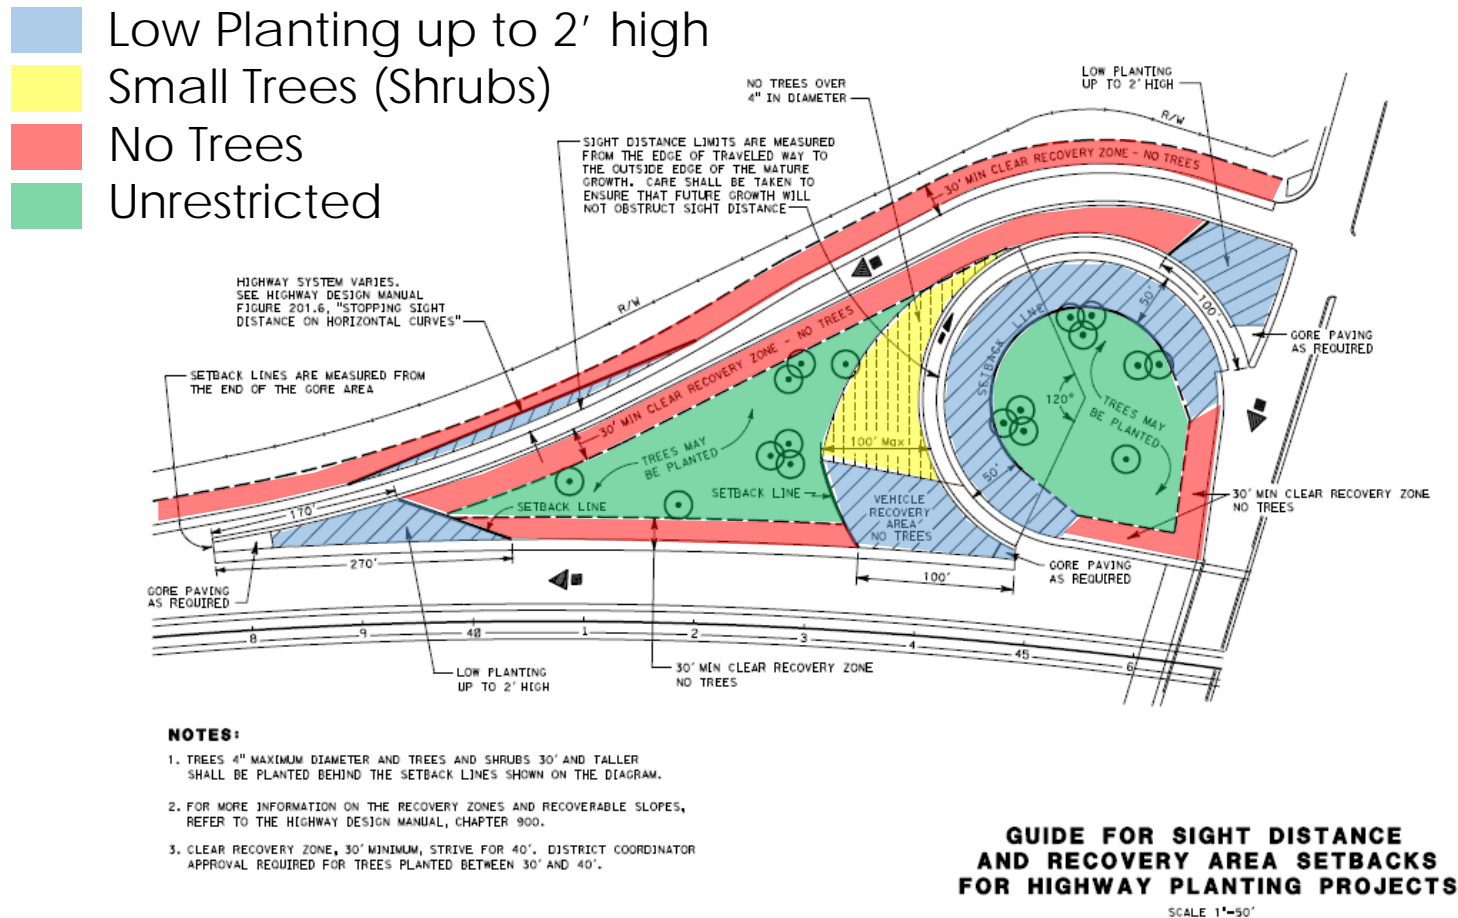 Low Planting up to 2' high
Small Trees (Shrubs)
No Trees
Unrestricted
NO TREES OVER
4" IN DIAMETER
LOW PLANTING
UP TO 2' HIGH
R/W
SIGHT DISTANCE LIMITS ARE MEASURED
FROM THE EDGE OF TRAVELED WAY TO
THE OUTSIDE EDGE OF THE MATURE
GROWTH. CARE SHALL BE TAKEN TO
ENSURE THAT FUTURE GROWTH WILL
NOT OBSTRUCT SIGHT DISTANCE
30' MIN CLEAR RECOVERY ZONE - NO TREES
HIGHWAY SYSTEM VARIES.
SEE HIGHWAY DESIGN MANUAL
FIGURE 201.6, "STOPPING SIGHT
DISTANCE ON HORIZONTAL CURVES"
R/W
SETBACK LINES ARE MEASURED FROM
THE END OF THE GORE AREA
30' MIN CLEAR RECOVERY ZONE - NO TREES
SETBACK LINE
50'
100'
GORE PAVING
AS REQUIRED
120°
TREES MAY
BE PLANTED
TREES MAY
BE PLANTED
100' Max
50'
SETBACK LINE
SETBACK LINE
VEHICLE
RECOVERY
AREA
NO TREES
30' MIN CLEAR RECOVERY ZONE
NO TREES
170'
270'
GORE PAVING
AS REQUIRED
100'
GORE PAVING
AS REQUIRED
8 9 40 1 2 3 4 45 6
LOW PLANTING
UP TO 2' HIGH
30' MIN CLEAR RECOVERY ZONE
NO TREES
NOTES:
1. TREES 4" MAXIMUM DIAMETER AND TREES AND SHRUBS 30' AND TALLER
SHALL BE PLANTED BEHIND THE SETBACK LINES SHOWN ON THE DIAGRAM.
2. FOR MORE INFORMATION ON THE RECOVERY ZONES AND RECOVERABLE SLOPES,
REFER TO THE HIGHWAY DESIGN MANUAL, CHAPTER 900.
3. CLEAR RECOVERY ZONE, 30' MINIMUM, STRIVE FOR 40'. DISTRICT COORDINATOR
APPROVAL REQUIRED FOR TREES PLANTED BETWEEN 30' AND 40'.
GUIDE FOR SIGHT DISTANCE
AND RECOVERY AREA SETBACKS
FOR HIGHWAY PLANTING PROJECTS
SCALE 1"=50'